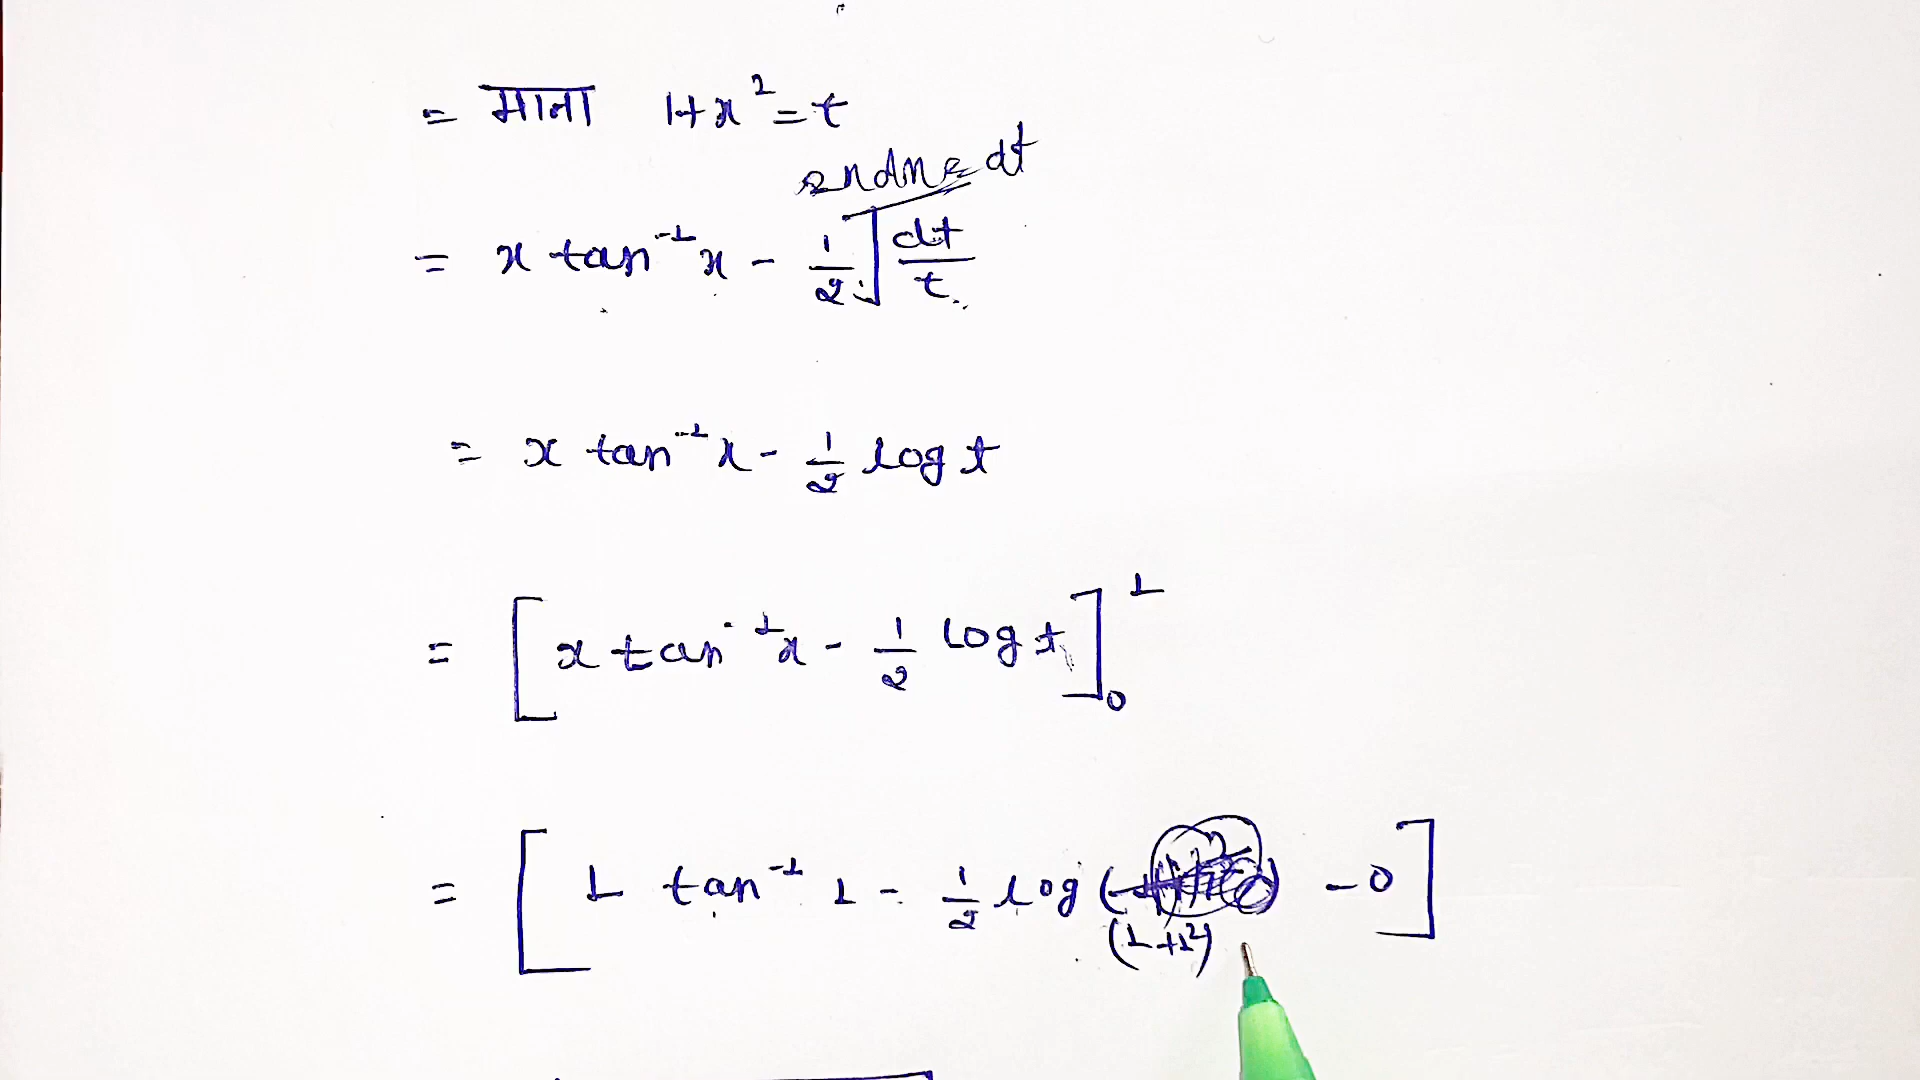 = माना 1+x²=t
2xdx = dt
= x tan⁻¹x - 1/2 ∫ dt/t
= x tan⁻¹x - 1/2 log t
= [x tan⁻¹x - 1/2 log t]₀¹
= [1 tan⁻¹ 1 - 1/2 log (1+1²) - 0]